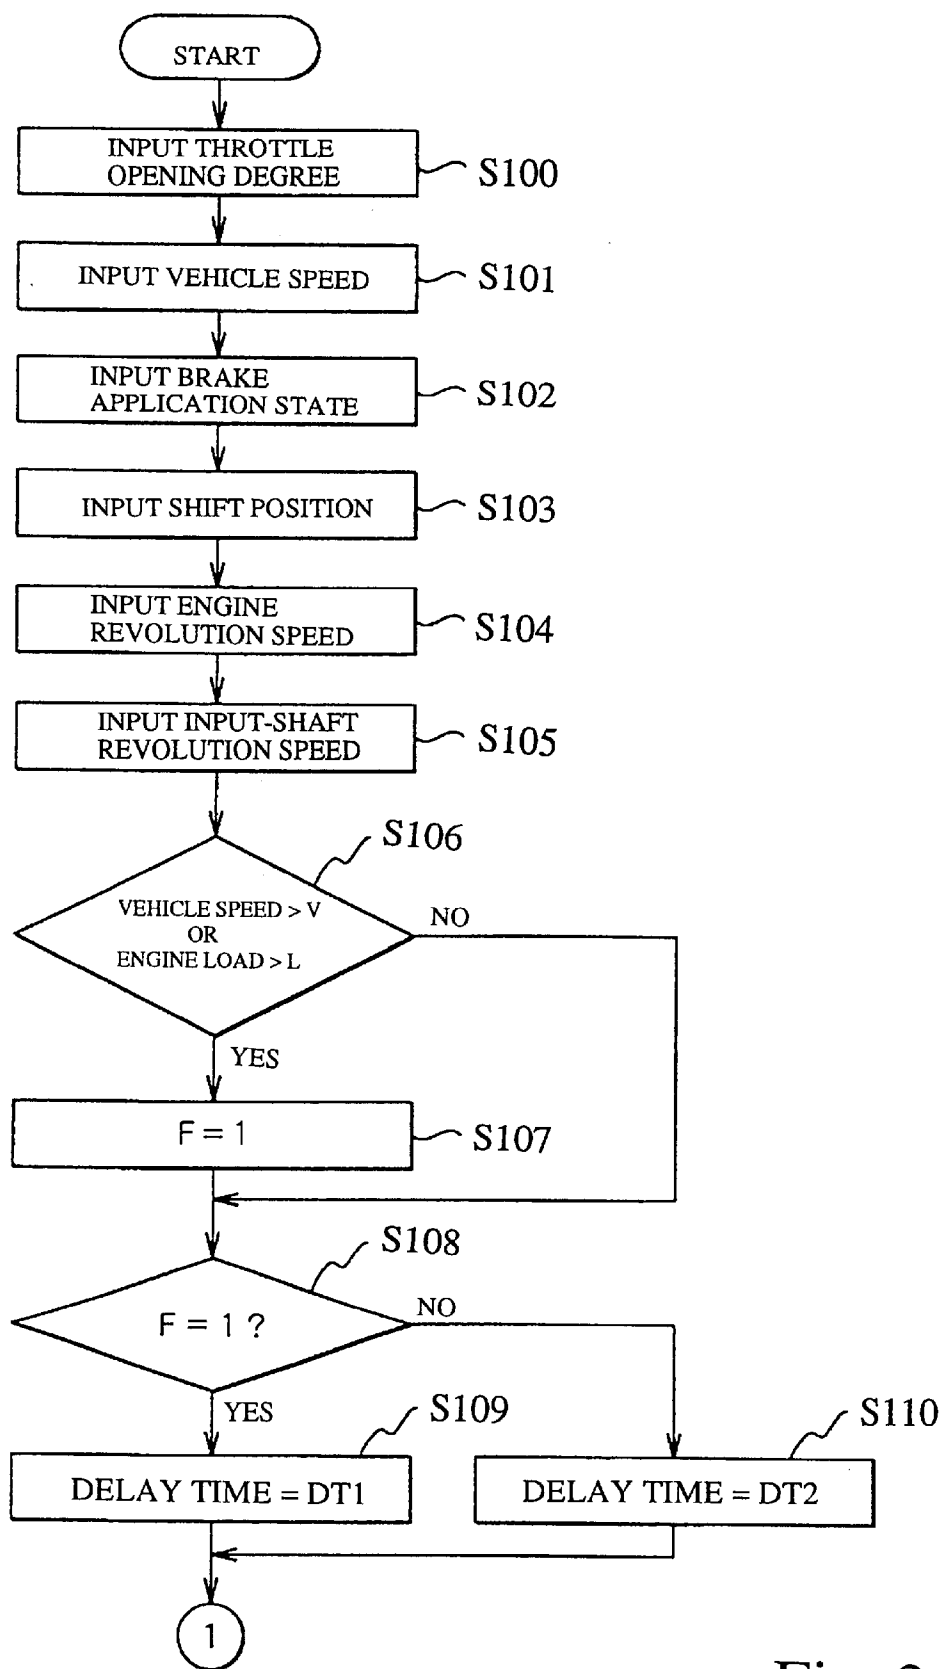 START
INPUT THROTTLE
OPENING DEGREE
S100
INPUT VEHICLE SPEED
S101
INPUT BRAKE
APPLICATION STATE
S102
INPUT SHIFT POSITION
S103
INPUT ENGINE
REVOLUTION SPEED
S104
INPUT INPUT-SHAFT
REVOLUTION SPEED
S105
S106
VEHICLE SPEED > V
OR
ENGINE LOAD > L
NO
YES
F = 1
S107
S108
F = 1 ?
NO
YES
S109
S110
DELAY TIME = DT1
DELAY TIME = DT2
1